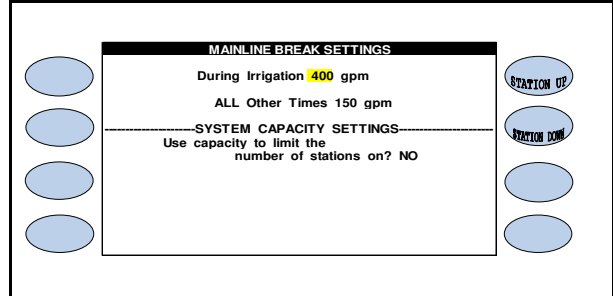 MAINLINE BREAK SETTINGS
During Irrigation 400 gpm
STATION UP
ALL Other Times 150 gpm
-----------------------SYSTEM CAPACITY SETTINGS-----------------------
STATION DOWN
Use capacity to limit the
number of stations on? NO